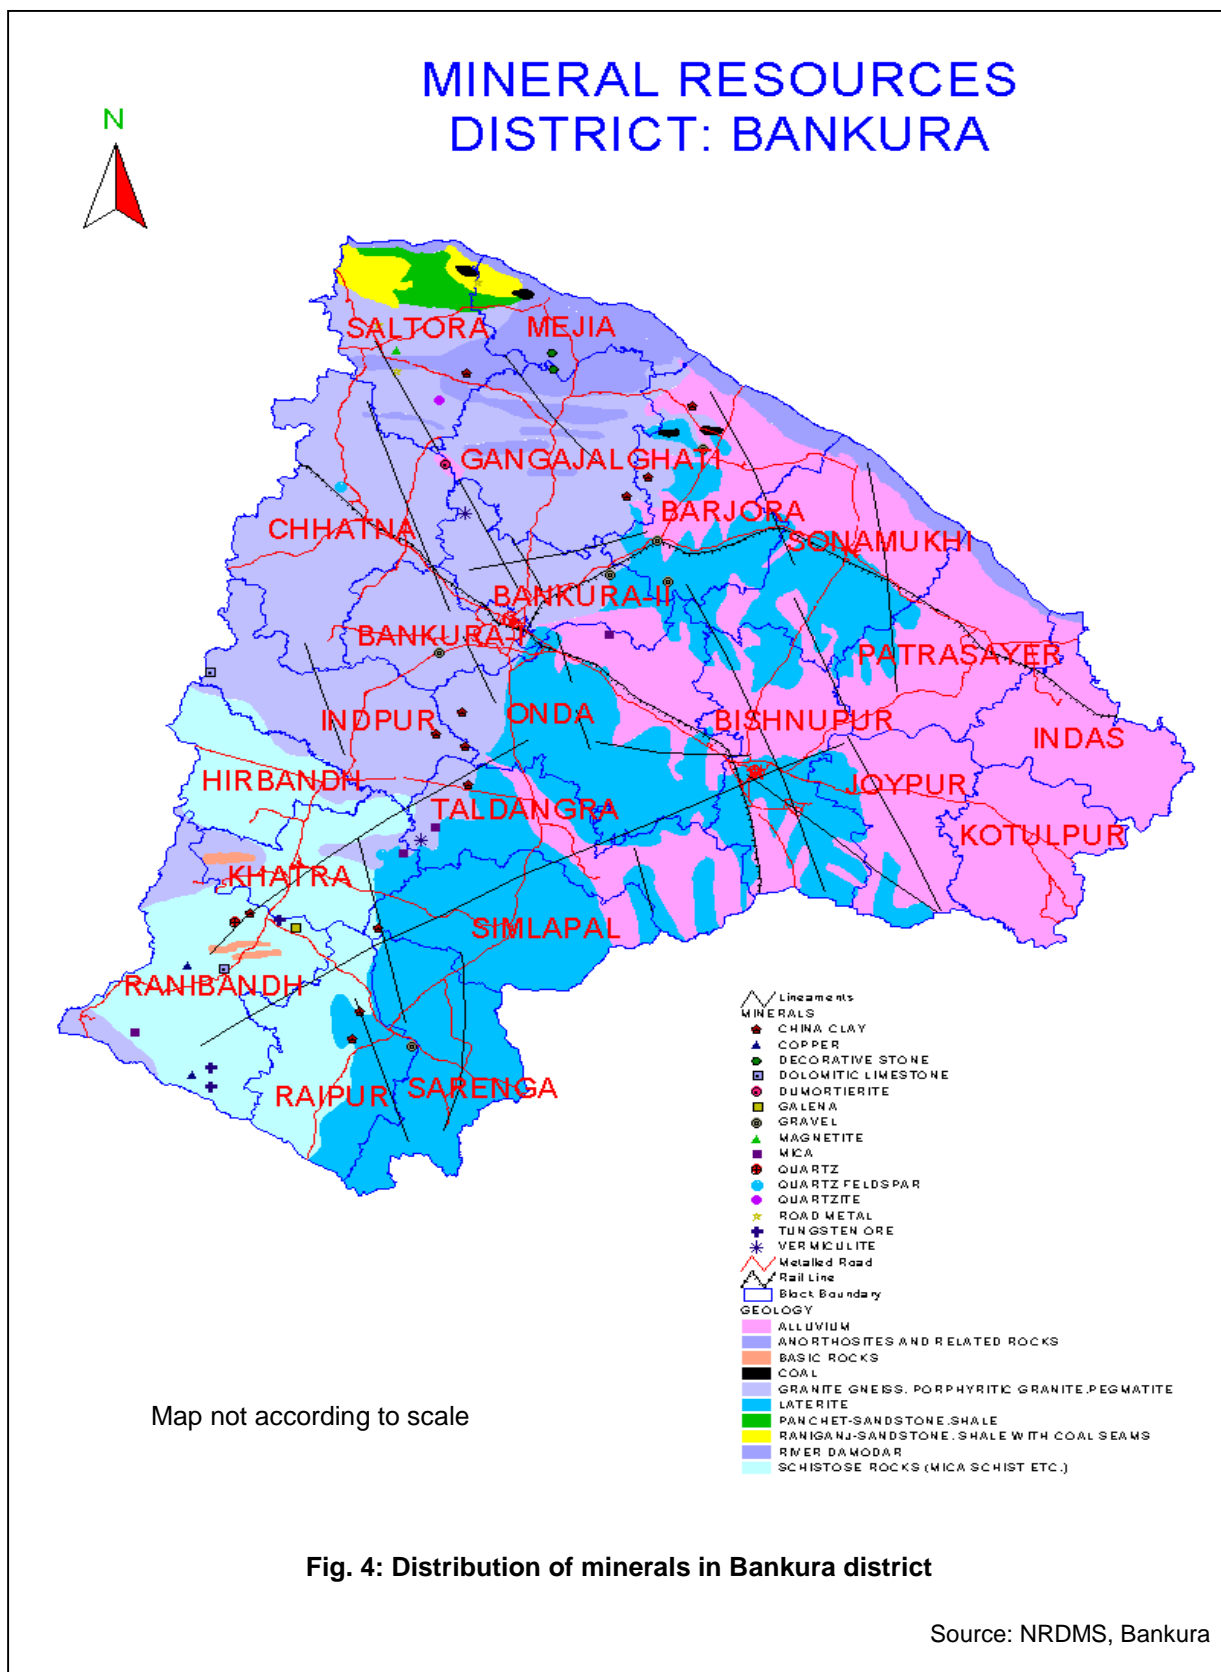 MINERAL RESOURCES
DISTRICT: BANKURA
N
SALTORA
MEJIA
GANGAJALGHATI
CHHATNA
BARJORA
SONAMUKHI
BANKURA-II
BANKURA-I
PATRASAYER
INDPUR
ONDA
BISHNUPUR
INDAS
HIRBANDH
TALDANGRA
JOYPUR
KOTULPUR
KHATRA
SIMLAPAL
RANIBANDH
RAIPUR
SARENGA
Lineaments
MINERALS
CHINA CLAY
COPPER
DECORATIVE STONE
DOLOMITIC LIMESTONE
DUMORTIERITE
GALENA
GRAVEL
MAGNETITE
MICA
QUARTZ
QUARTZ FELDSPAR
QUARTZITE
ROAD METAL
TUNGSTEN ORE
VERMICULITE
Metalled Road
Rail Line
Block Boundary
GEOLOGY
ALLUVIUM
ANORTHOSITES AND RELATED ROCKS
BASIC ROCKS
COAL
GRANITE GNEISS, PORPHYRITIC GRANITE,PEGMATITE
LATERITE
PANCHET-SANDSTONE,SHALE
RANIGANJ-SANDSTONE, SHALE WITH COAL SEAMS
RIVER DAMODAR
SCHISTOSE ROCKS (MICA SCHIST ETC.)
Map not according to scale
Fig. 4: Distribution of minerals in Bankura district
Source: NRDMS, Bankura